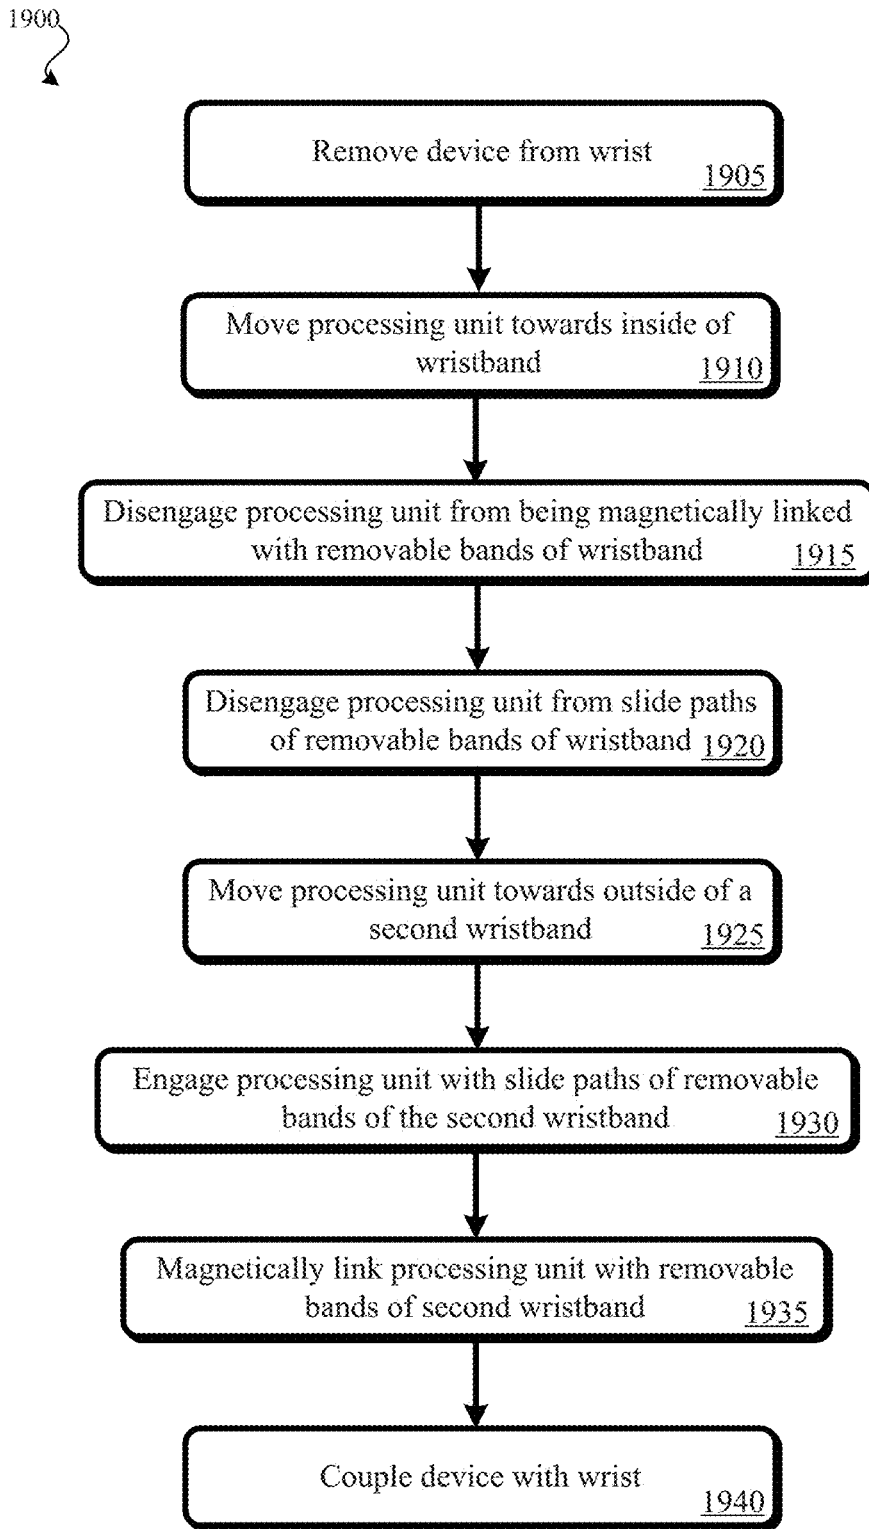 1900
Remove device from wrist
1905
Move processing unit towards inside of
wristband
1910
Disengage processing unit from being magnetically linked
with removable bands of wristband
1915
Disengage processing unit from slide paths
of removable bands of wristband
1920
Move processing unit towards outside of a
second wristband
1925
Engage processing unit with slide paths of removable
bands of the second wristband
1930
Magnetically link processing unit with removable
bands of second wristband
1935
Couple device with wrist
1940